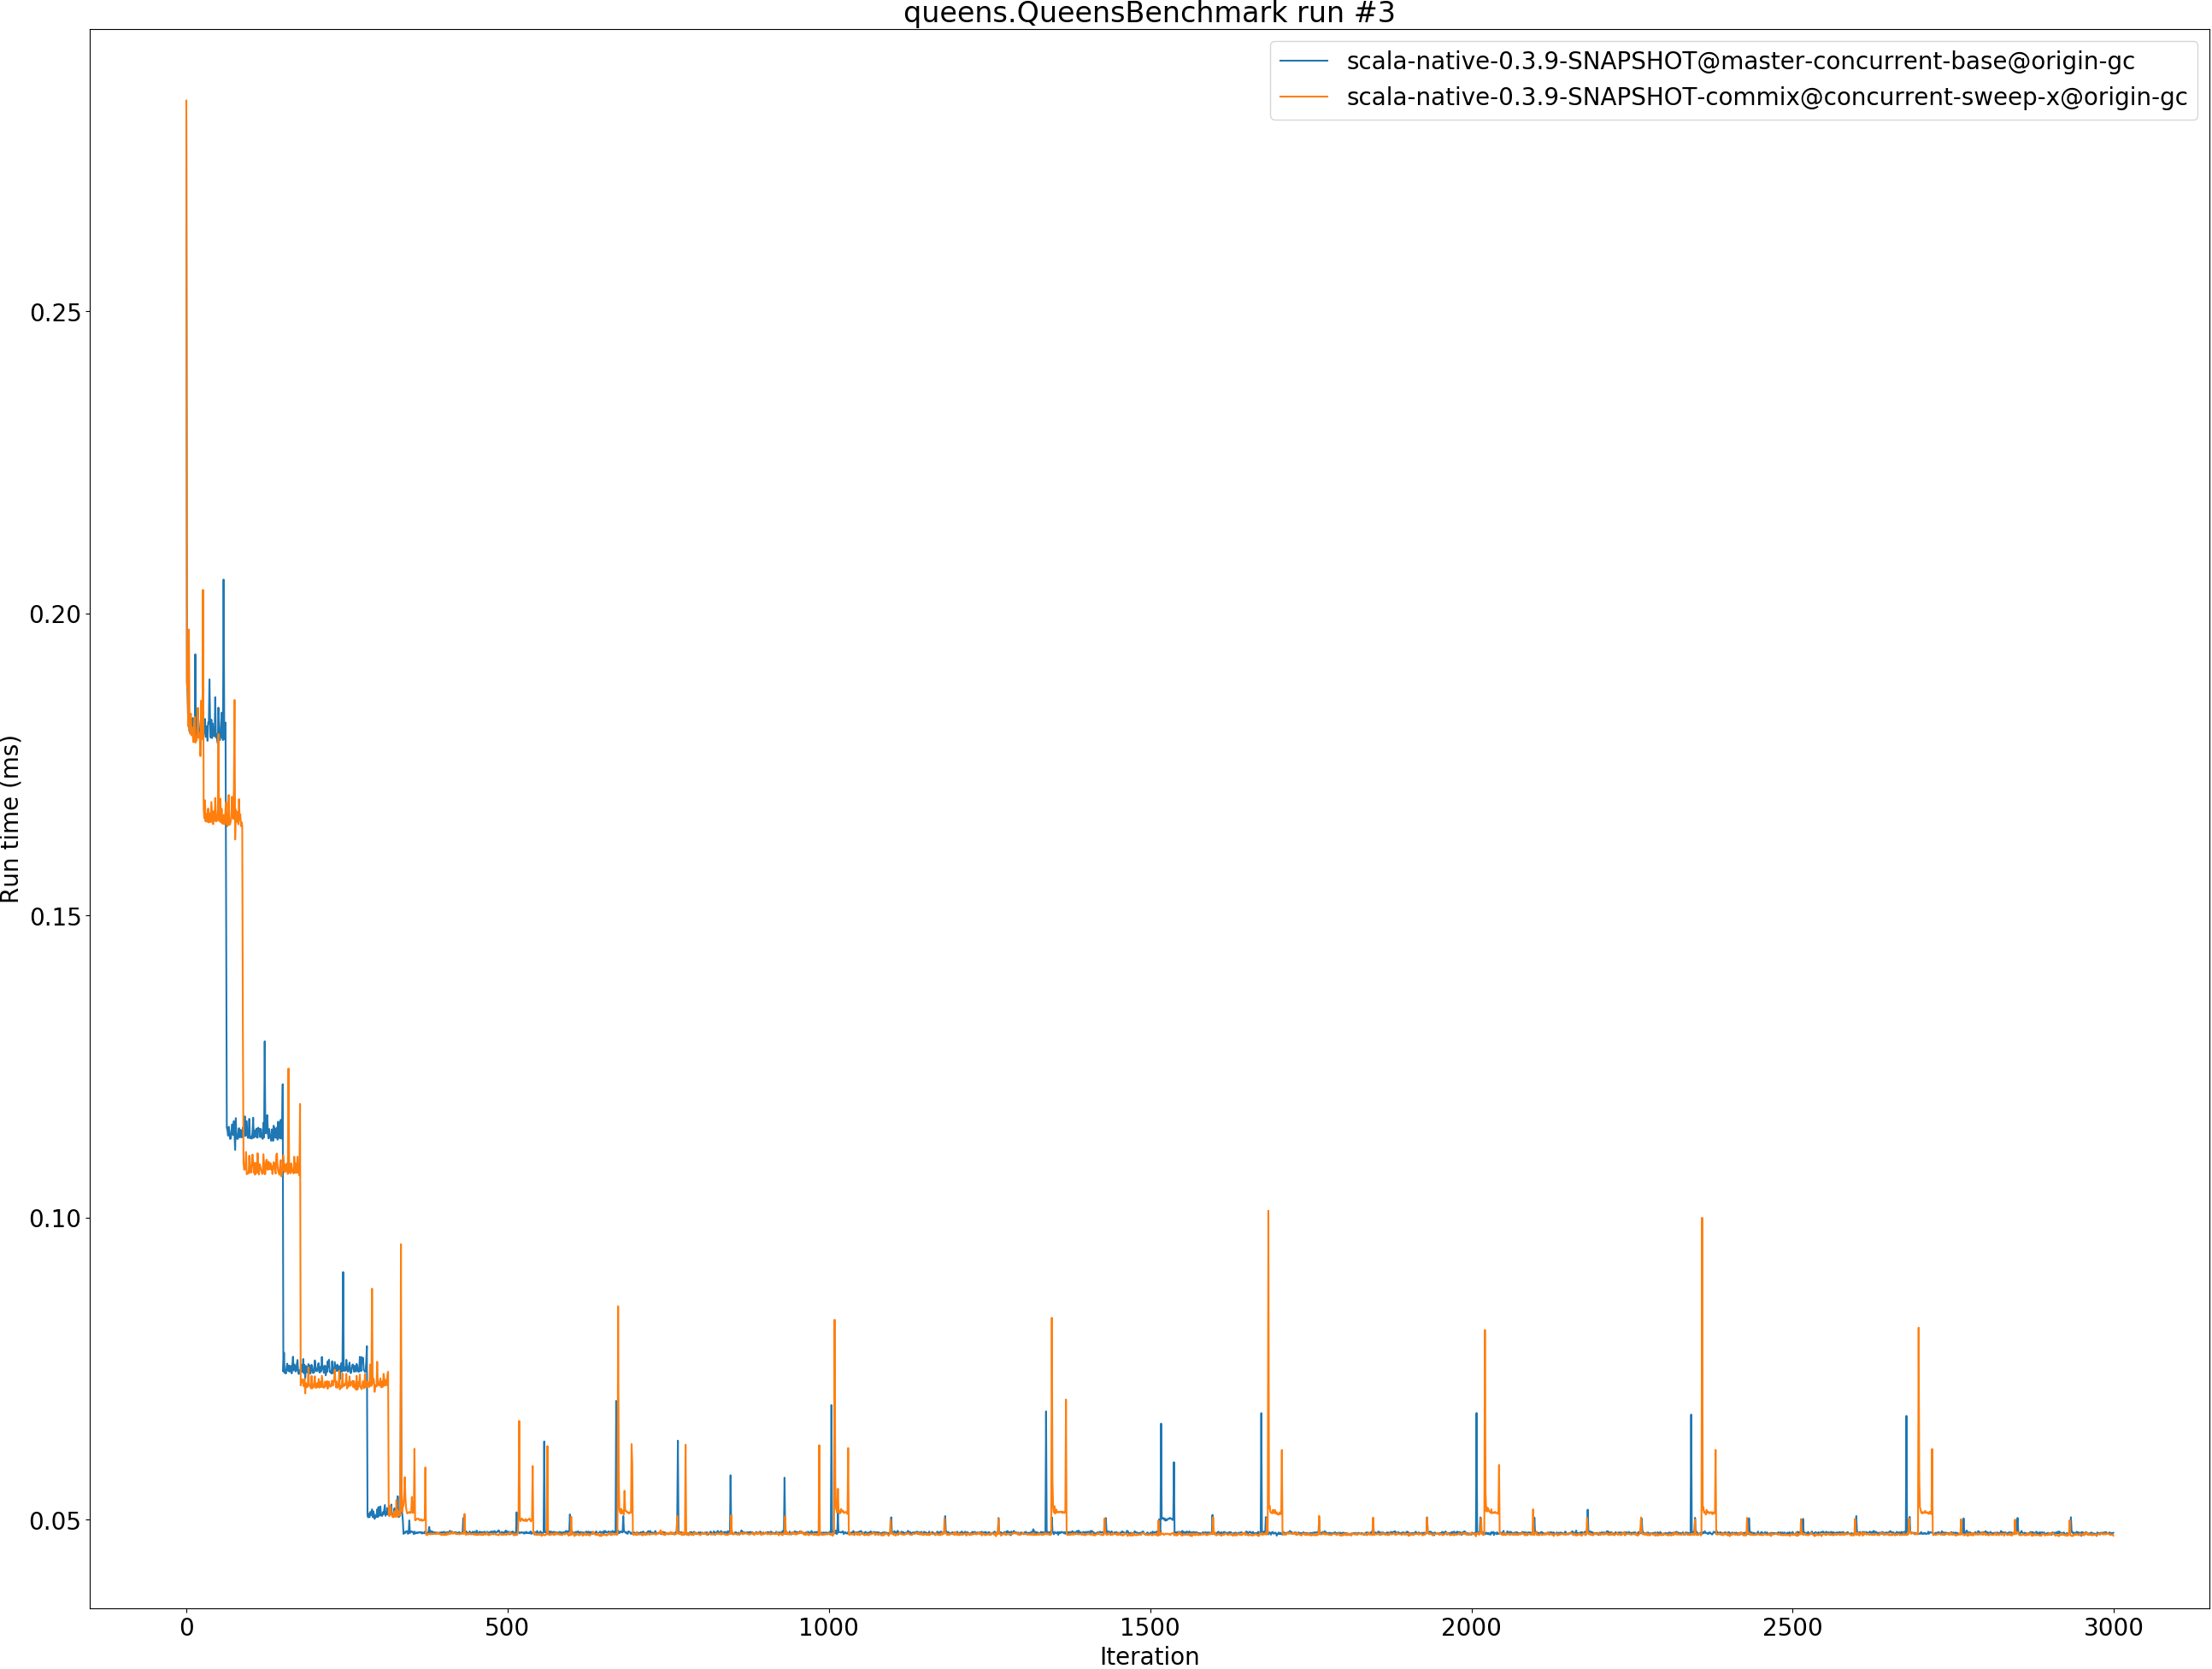 queens.QueensBenchmark run #3
scala-native-0.3.9-SNAPSHOT@master-concurrent-base@origin-gc
scala-native-0.3.9-SNAPSHOT-commix@concurrent-sweep-x@origin-gc
Run time (ms)
0.25
0.20
0.15
0.10
0.05
0 500 1000 1500 2000 2500 3000
Iteration